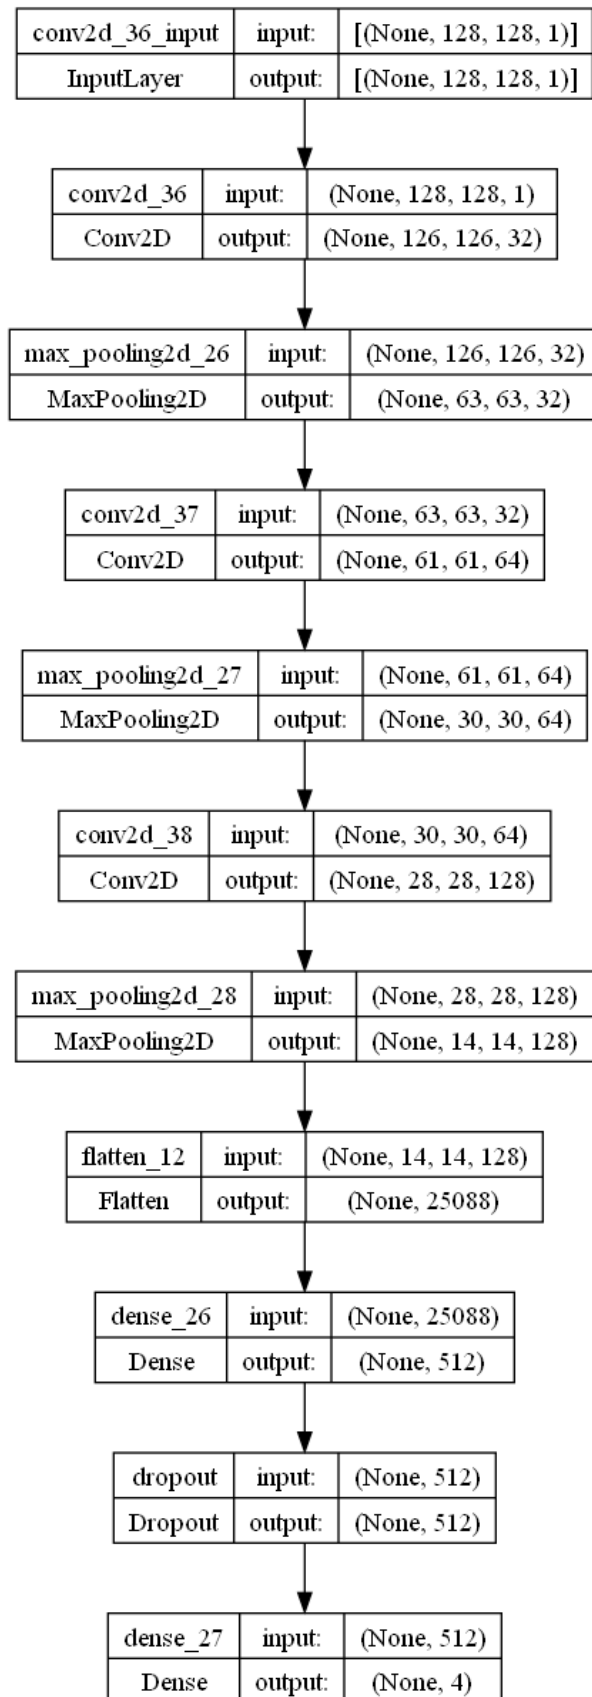 conv2d_36_input input: [(None, 128, 128, 1)]
InputLayer output: [(None, 128, 128, 1)]
conv2d_36 input: (None, 128, 128, 1)
Conv2D output: (None, 126, 126, 32)
max_pooling2d_26 input: (None, 126, 126, 32)
MaxPooling2D output: (None, 63, 63, 32)
conv2d_37 input: (None, 63, 63, 32)
Conv2D output: (None, 61, 61, 64)
max_pooling2d_27 input: (None, 61, 61, 64)
MaxPooling2D output: (None, 30, 30, 64)
conv2d_38 input: (None, 30, 30, 64)
Conv2D output: (None, 28, 28, 128)
max_pooling2d_28 input: (None, 28, 28, 128)
MaxPooling2D output: (None, 14, 14, 128)
flatten_12 input: (None, 14, 14, 128)
Flatten output: (None, 25088)
dense_26 input: (None, 25088)
Dense output: (None, 512)
dropout input: (None, 512)
Dropout output: (None, 512)
dense_27 input: (None, 512)
Dense output: (None, 4)